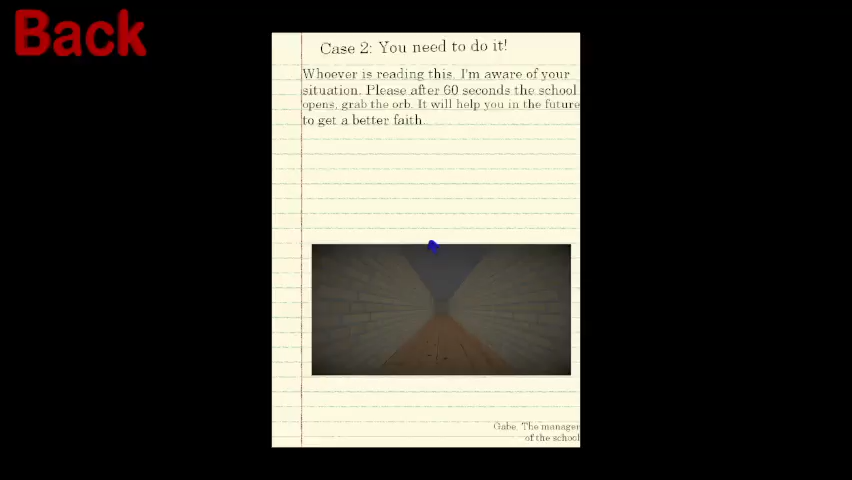 Back
Case 2: You need to do it!
Whoever is reading this. I'm aware of your
situation. Please after 60 seconds the school
opens, grab the orb. It will help you in the future
to get a better faith.
Gabe, The manager
of the school